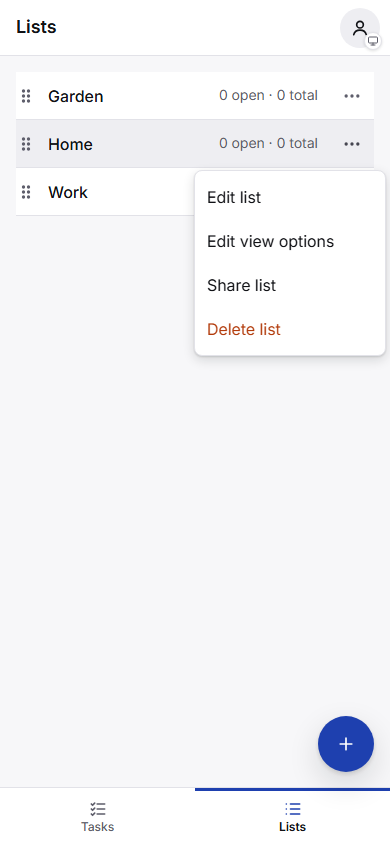 Lists
Garden 0 open · 0 total
Home 0 open · 0 total
Work
Edit list
Edit view options
Share list
Delete list
Tasks
Lists